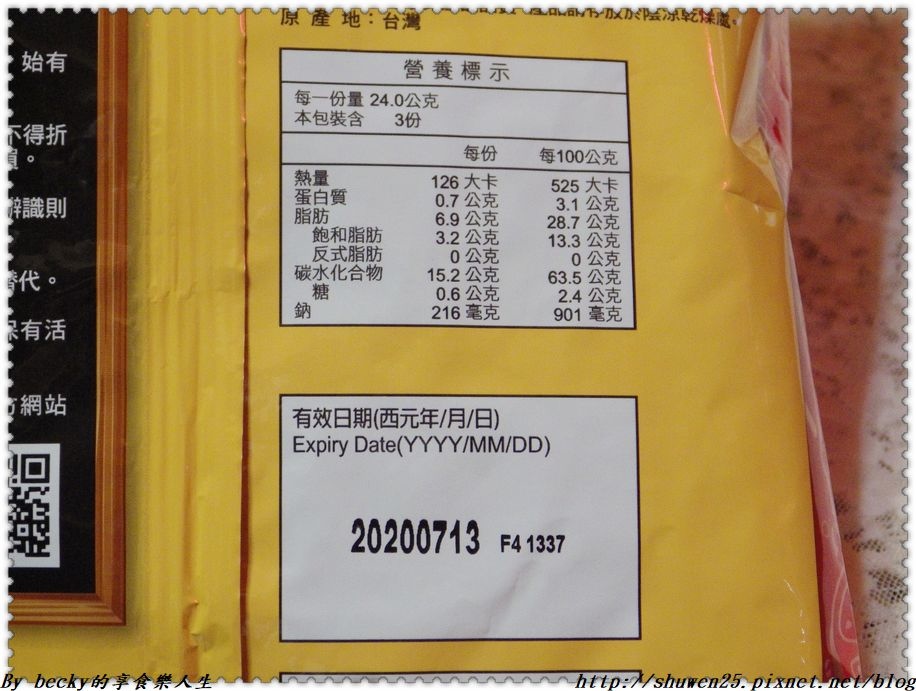 原產地：台灣
始有
不得折
識則
代。
有活
網站
營養標示
每一份量 24.0公克
本包裝含 3份
每份 每100公克
熱量 126 大卡 525 大卡
蛋白質 0.7 公克 3.1 公克
脂肪 6.9 公克 28.7 公克
飽和脂肪 3.2 公克 13.3 公克
反式脂肪 0 公克 0 公克
碳水化合物 15.2 公克 63.5 公克
糖 0.6 公克 2.4 公克
鈉 216 毫克 901 毫克
有效日期(西元年/月/日)
Expiry Date(YYYY/MM/DD)
20200713 F4 1337
By becky的享食樂人生
http://shuwen25.pixnet.net/blog